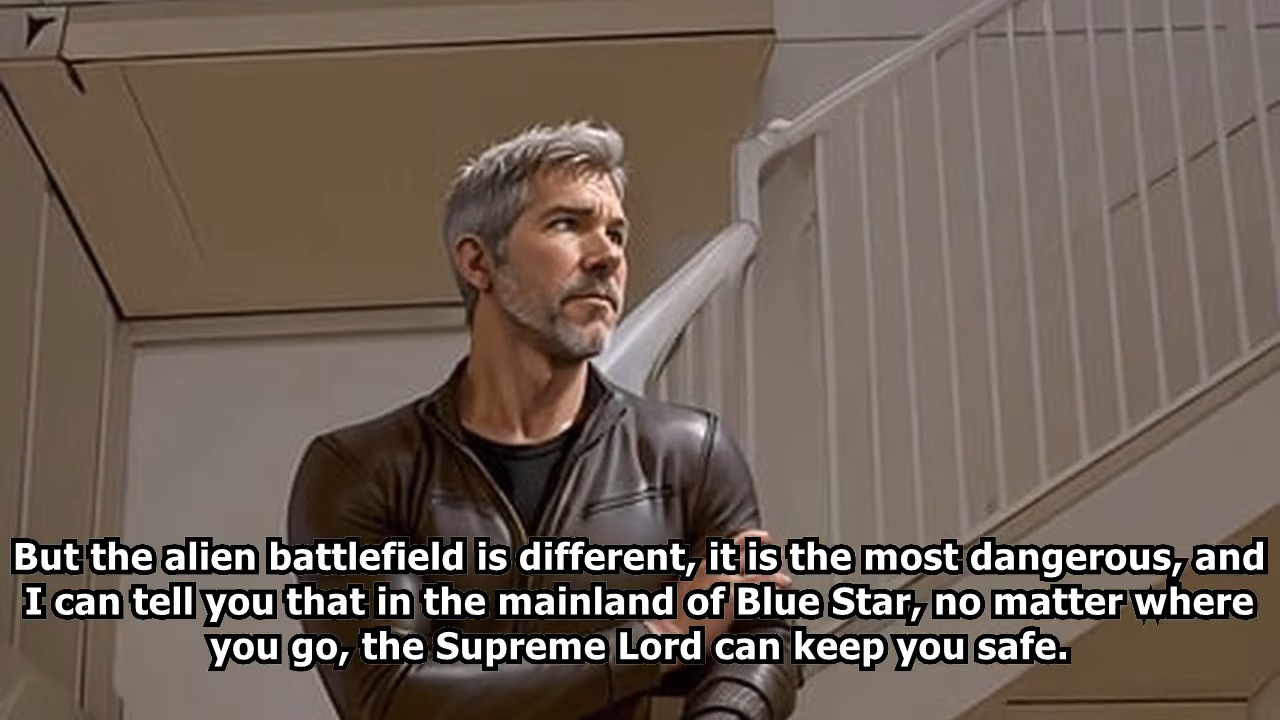 But the alien battlefield is different, it is the most dangerous, and
I can tell you that in the mainland of Blue Star, no matter where
you go, the Supreme Lord can keep you safe.